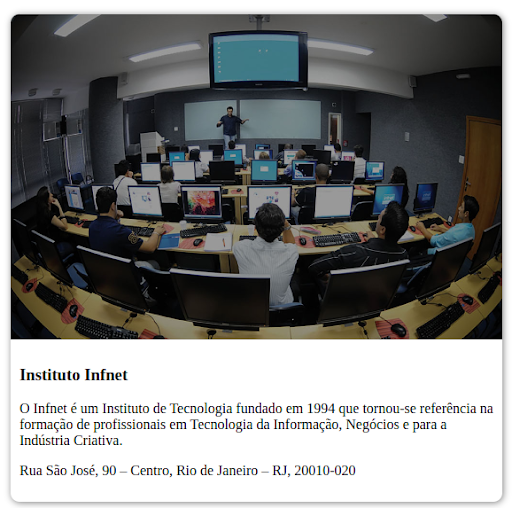 Instituto Infnet
O Infnet é um Instituto de Tecnologia fundado em 1994 que tornou-se referência na
formação de profissionais em Tecnologia da Informação, Negócios e para a
Indústria Criativa.
Rua São José, 90 – Centro, Rio de Janeiro – RJ, 20010-020